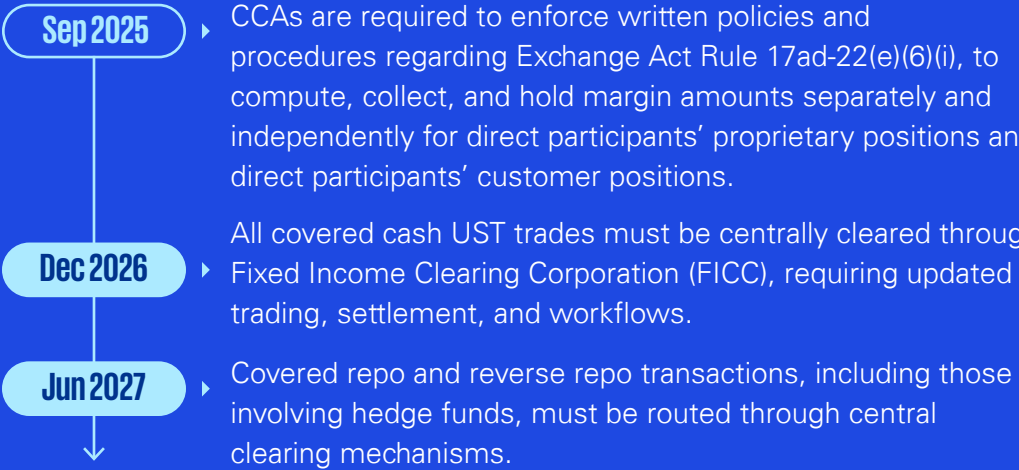 Sep 2025
CCAs are required to enforce written policies and
procedures regarding Exchange Act Rule 17ad-22(e)(6)(i), to
compute, collect, and hold margin amounts separately and
independently for direct participants' proprietary positions an
direct participants' customer positions.
Dec 2026
All covered cash UST trades must be centrally cleared throug
Fixed Income Clearing Corporation (FICC), requiring updated
trading, settlement, and workflows.
Jun 2027
Covered repo and reverse repo transactions, including those
involving hedge funds, must be routed through central
clearing mechanisms.